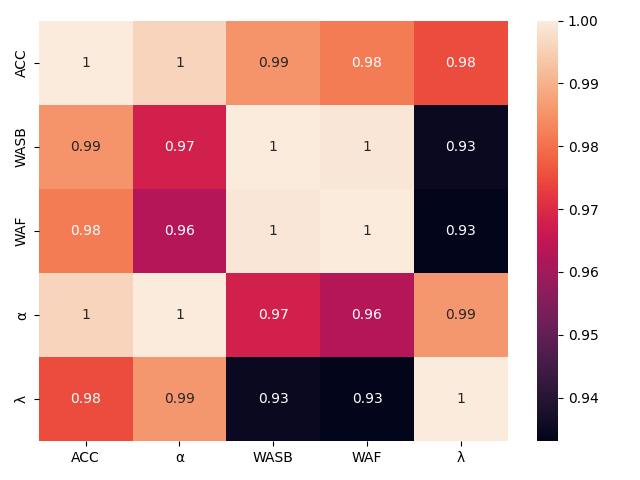 ACC 1 1 0.99 0.98 0.98
WASB 0.99 0.97 1 1 0.93
WAF 0.98 0.96 1 1 0.93
α 1 1 0.97 0.96 0.99
λ 0.98 0.99 0.93 0.93 1
ACC α WASB WAF λ
1.00
0.99
0.98
0.97
0.96
0.95
0.94